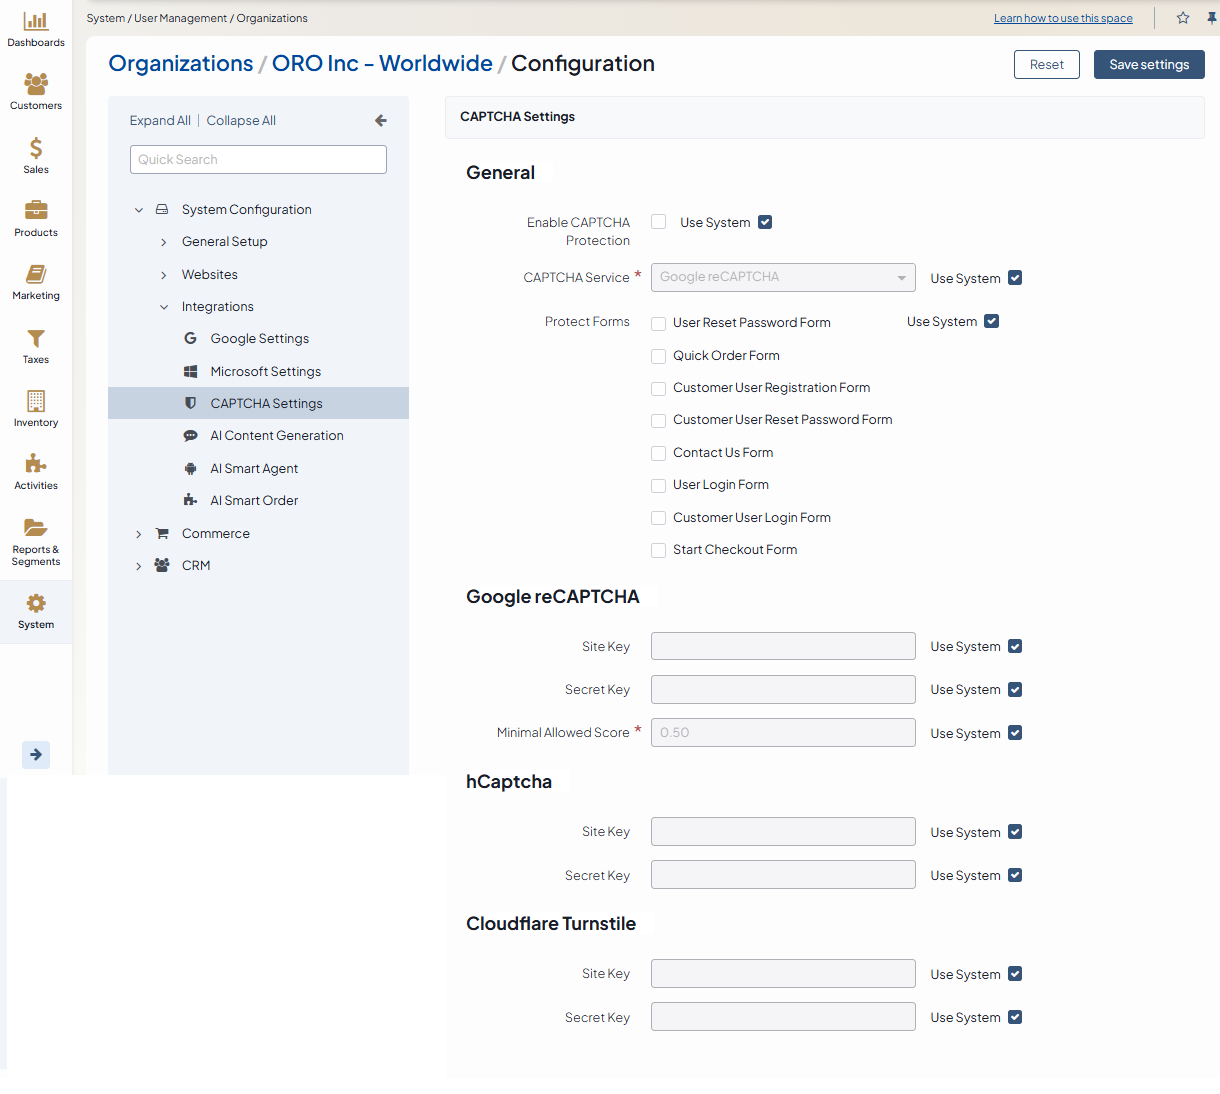 System / User Management / Organizations
Learn how to use this space
Dashboards
Customers
Sales
Products
Marketing
Taxes
Inventory
Activities
Reports &
Segments
System
Organizations / ORO Inc - Worldwide / Configuration
Reset
Save settings
Expand All | Collapse All
Quick Search
System Configuration
General Setup
Websites
Integrations
Google Settings
Microsoft Settings
CAPTCHA Settings
AI Content Generation
AI Smart Agent
AI Smart Order
Commerce
CRM
CAPTCHA Settings
General
Enable CAPTCHA
Protection
Use System
CAPTCHA Service * Google reCAPTCHA Use System
Protect Forms
User Reset Password Form
Use System
Quick Order Form
Customer User Registration Form
Customer User Reset Password Form
Contact Us Form
User Login Form
Customer User Login Form
Start Checkout Form
Google reCAPTCHA
Site Key Use System
Secret Key Use System
Minimal Allowed Score * 0.50 Use System
hCaptcha
Site Key Use System
Secret Key Use System
Cloudflare Turnstile
Site Key Use System
Secret Key Use System